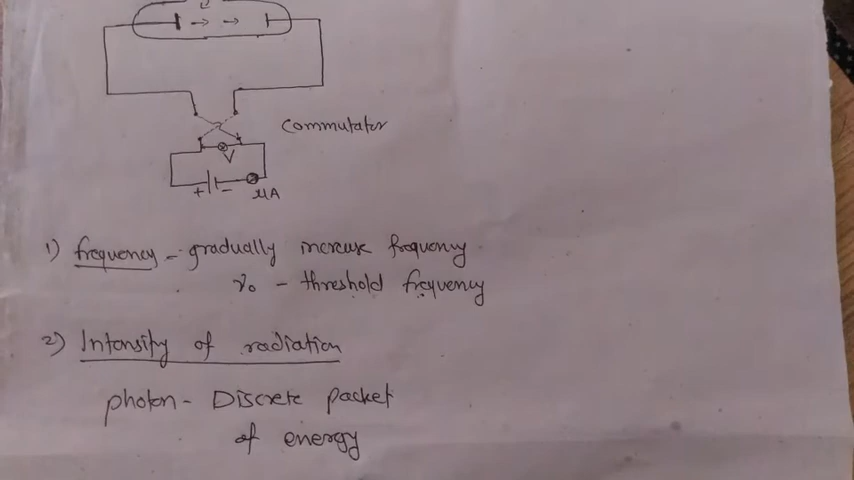 e
Commutator
V
+ -
μA
1) frequency - gradually increase frequency
ν₀ - threshold frequency
2) Intensity of radiation
photon - Discrete packet
of energy